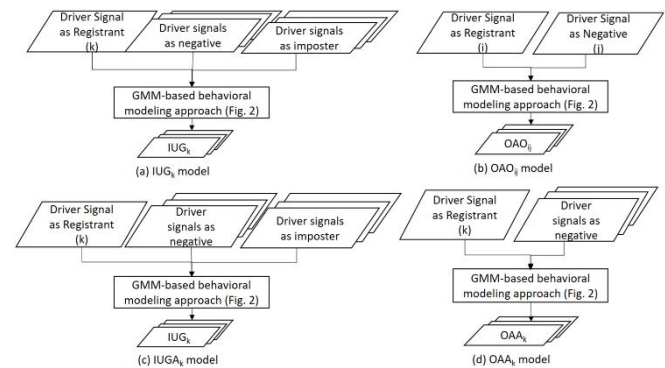 Driver Signal
as Registrant
(k)
Driver signals
as negative
Driver signals
as imposter
GMM-based behavioral
modeling approach (Fig. 2)
IUGₖ
(a) IUGₖ model
Driver Signal
as Registrant
(i)
Driver Signal
as Negative
(j)
GMM-based behavioral
modeling approach (Fig. 2)
OAOᵢⱼ
(b) OAOᵢⱼ model
Driver Signal
as Registrant
(k)
Driver
signals as
negative
Driver signals
as imposter
GMM-based behavioral
modeling approach (Fig. 2)
IUGₖ
(c) IUGAₖ model
Driver Signal
as Registrant
(k)
Driver
signals as
negative
GMM-based behavioral
modeling approach (Fig. 2)
OAAₖ
(d) OAAₖ model